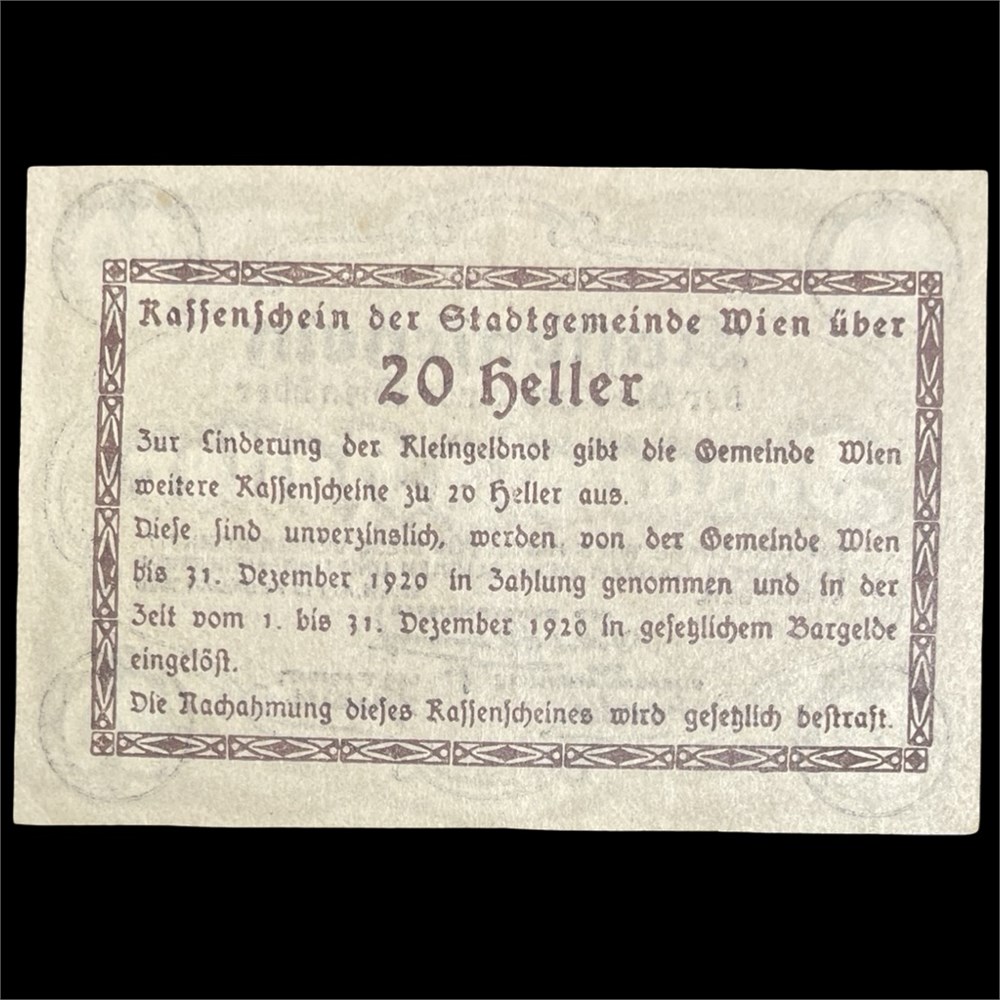 Kassenschein der Stadtgemeinde Wien über
20 Heller
Zur Linderung der Kleingeldnot gibt die Gemeinde Wien
weitere Kassenscheine zu 20 Heller aus.
Diese sind unverzinslich, werden von der Gemeinde Wien
bis 31. Dezember 1920 in Zahlung genommen und in der
Zeit vom 1. bis 31. Dezember 1920 in gesetzlichem Bargelde
eingelöst.
Die Nachahmung dieses Kassenscheines wird gesetzlich bestraft.